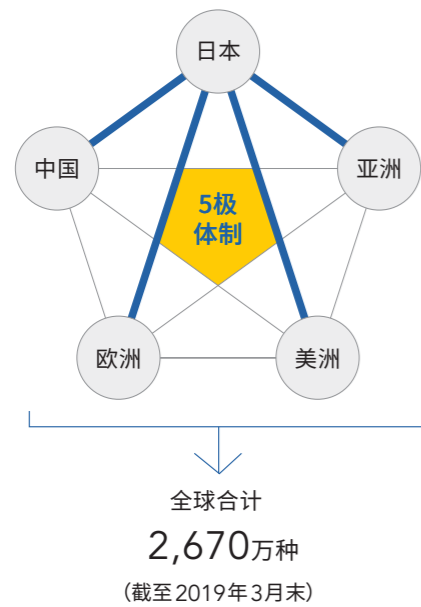 日本
中国
亚洲
5极
体制
欧洲
美洲
全球合计
2,670万种
(截至2019年3月末)